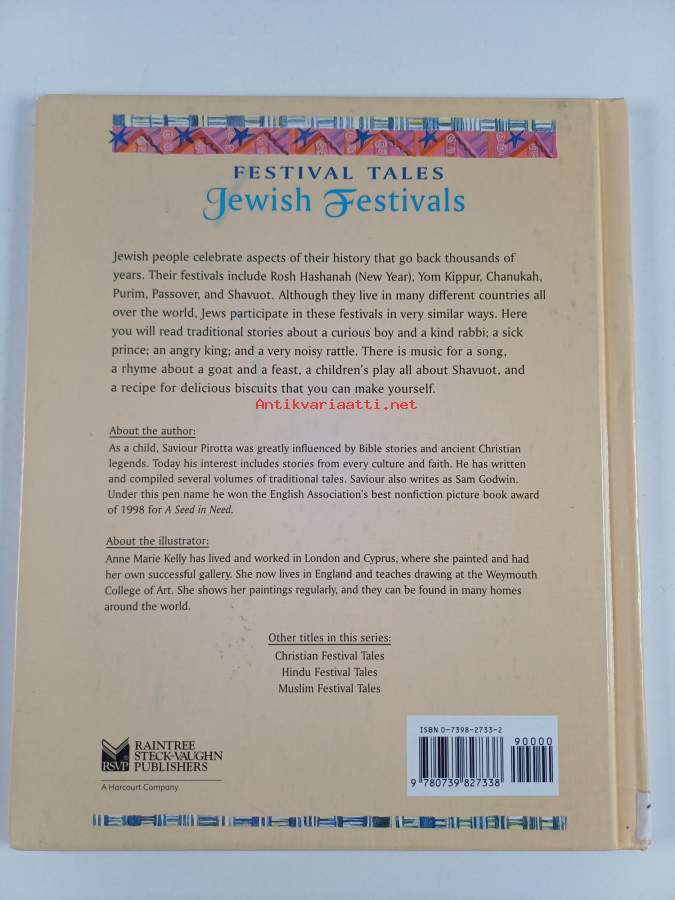 FESTIVAL TALES
Jewish Festivals
Jewish people celebrate aspects of their history that go back thousands of
years. Their festivals include Rosh Hashanah (New Year), Yom Kippur, Chanukah,
Purim, Passover, and Shavuot. Although they live in many different countries all
over the world, Jews participate in these festivals in very similar ways. Here
you will read traditional stories about a curious boy and a kind rabbi; a sick
prince; an angry king; and a very noisy rattle. There is music for a song,
a rhyme about a goat and a feast, a children's play all about Shavuot, and
a recipe for delicious biscuits that you can make yourself.
Antikvariaatti.net
About the author:
As a child, Saviour Pirotta was greatly influenced by Bible stories and ancient Christian
legends. Today his interest includes stories from every culture and faith. He has written
and compiled several volumes of traditional tales. Saviour also writes as Sam Godwin.
Under this pen name he won the English Association's best nonfiction picture book award
of 1998 for A Seed in Need.
About the illustrator:
Anne Marie Kelly has lived and worked in London and Cyprus, where she painted and had
her own successful gallery. She now lives in England and teaches drawing at the Weymouth
College of Art. She shows her paintings regularly, and they can be found in many homes
around the world.
Other titles in this series:
Christian Festival Tales
Hindu Festival Tales
Muslim Festival Tales
RSVP
RAINTREE
STECK-VAUGHN
PUBLISHERS
A Harcourt Company
ISBN 0-7398-2733-2
90000
9 780739 827338